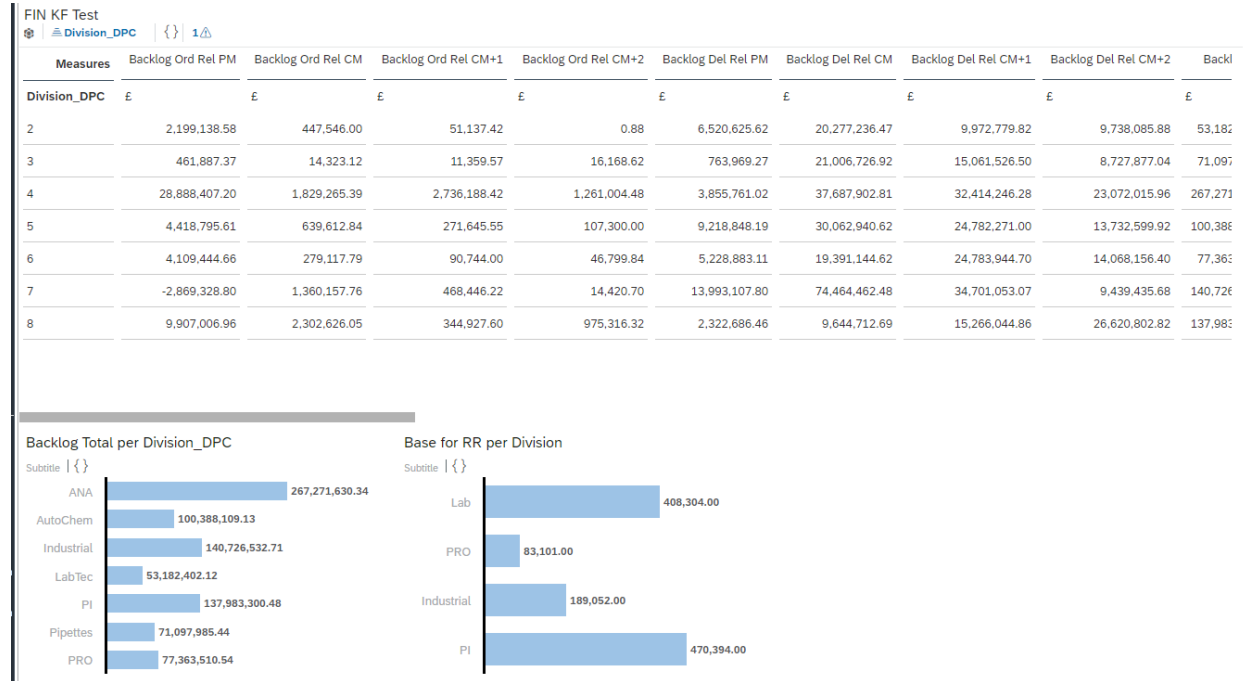 FIN KF Test
Division_DPC { } 1
Measures Backlog Ord Rel PM Backlog Ord Rel CM Backlog Ord Rel CM+1 Backlog Ord Rel CM+2 Backlog Del Rel PM Backlog Del Rel CM Backlog Del Rel CM+1 Backlog Del Rel CM+2 Backl
Division_DPC £ £ £ £ £ £ £ £ £
2 2,199,138.58 447,546.00 51,137.42 0.88 6,520,625.62 20,277,236.47 9,972,779.82 9,738,085.88 53,182
3 461,887.37 14,323.12 11,359.57 16,168.62 763,969.27 21,006,726.92 15,061,526.50 8,727,877.04 71,097
4 28,888,407.20 1,829,265.39 2,736,188.42 1,261,004.48 3,855,761.02 37,687,902.81 32,414,246.28 23,072,015.96 267,271
5 4,418,795.61 639,612.84 271,645.55 107,300.00 9,218,848.19 30,062,940.62 24,782,271.00 13,732,599.92 100,388
6 4,109,444.66 279,117.79 90,744.00 46,799.84 5,228,883.11 19,391,144.62 24,783,944.70 14,068,156.40 77,363
7 -2,869,328.80 1,360,157.76 468,446.22 14,420.70 13,993,107.80 74,464,462.48 34,701,053.07 9,439,435.68 140,726
8 9,907,006.96 2,302,626.05 344,927.60 975,316.32 2,322,686.46 9,644,712.69 15,266,044.86 26,620,802.82 137,983
Backlog Total per Division_DPC
Subtitle | { }
ANA 267,271,630.34
AutoChem 100,388,109.13
Industrial 140,726,532.71
LabTec 53,182,402.12
PI 137,983,300.48
Pipettes 71,097,985.44
PRO 77,363,510.54
Base for RR per Division
Subtitle | { }
Lab 408,304.00
PRO 83,101.00
Industrial 189,052.00
PI 470,394.00